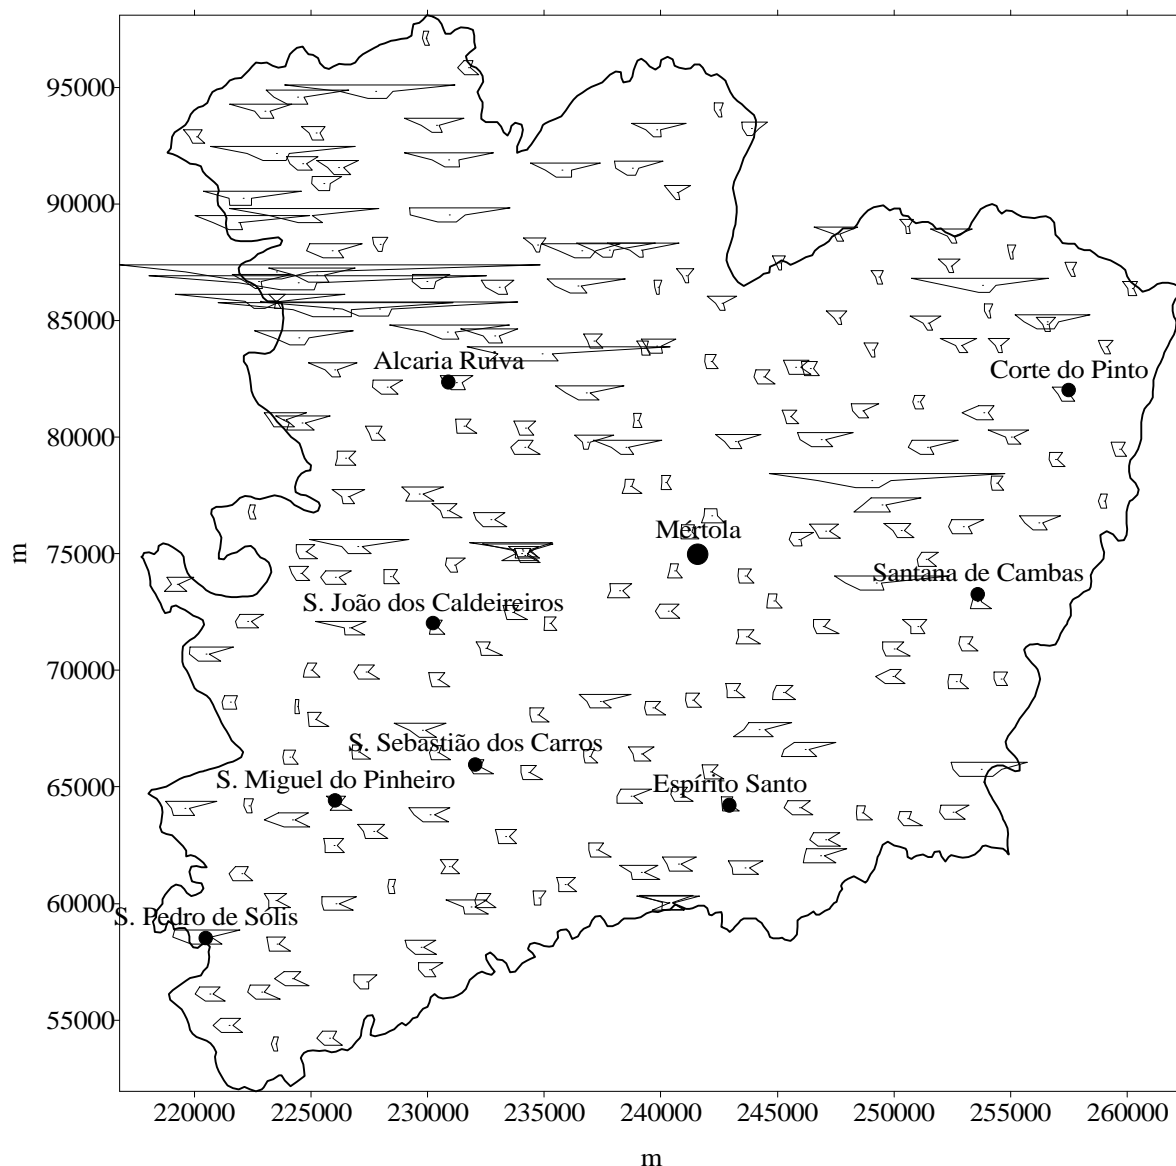 95000
90000
85000
Alcaria Ruiva
Corte do Pinto
80000
Mértola
75000
m
Santana de Cambas
S. João dos Caldeireiros
70000
S. Sebastião dos Carros
S. Miguel do Pinheiro
Espírito Santo
65000
60000
S. Pedro de Sólis
55000
220000 225000 230000 235000 240000 245000 250000 255000 260000
m